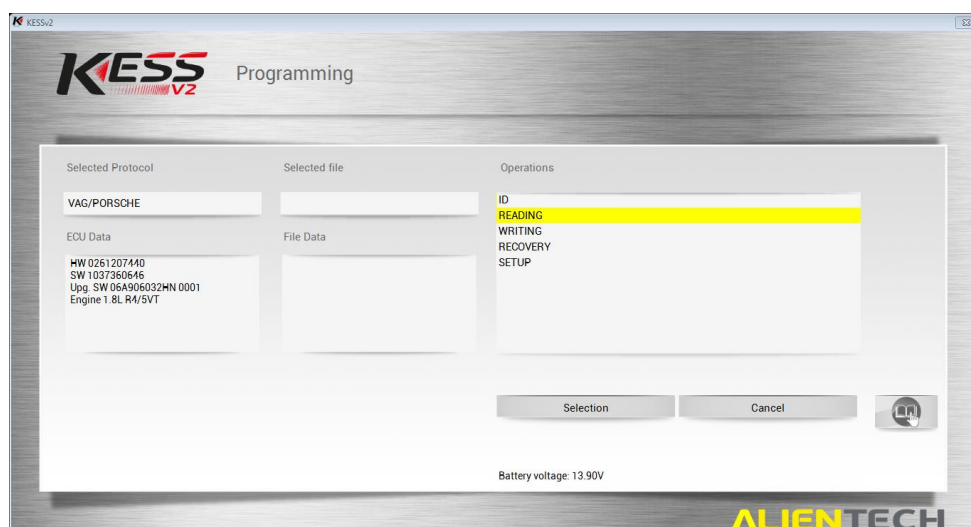 KESSv2
KESS
V2
Programming
Selected Protocol
VAG/PORSCHE
ECU Data
HW 0261207440
SW 1037360646
Upg. SW 06A906032HN 0001
Engine 1.8L R4/5VT
Selected file
File Data
Operations
ID
READING
WRITING
RECOVERY
SETUP
Selection
Cancel
Battery voltage: 13.90V
ALIENTECH